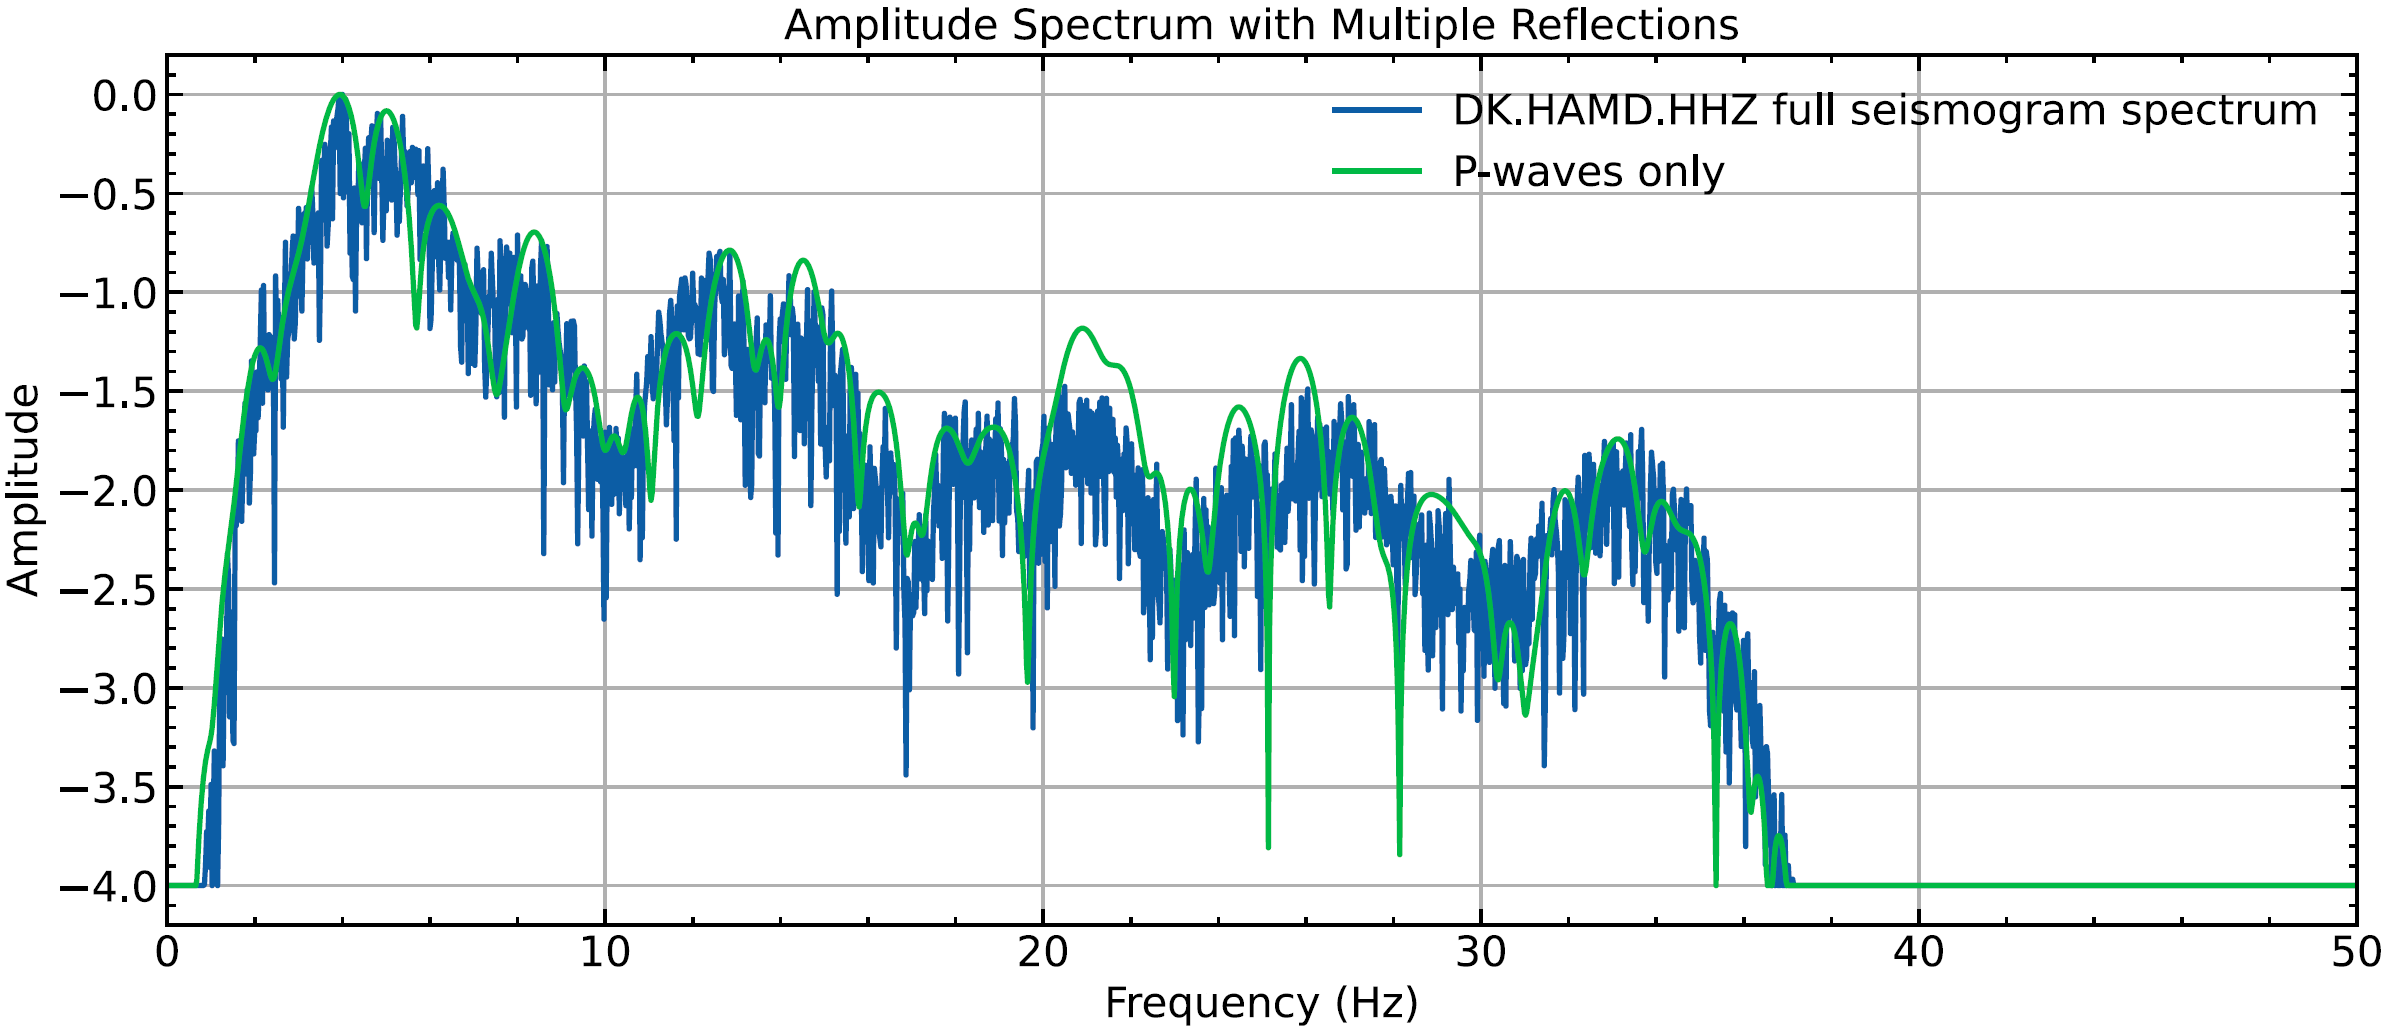 Amplitude Spectrum with Multiple Reflections
DK.HAMD.HHZ full seismogram spectrum
P-waves only
Amplitude
0.0
−0.5
−1.0
−1.5
−2.0
−2.5
−3.0
−3.5
−4.0
0 10 20 30 40 50
Frequency (Hz)